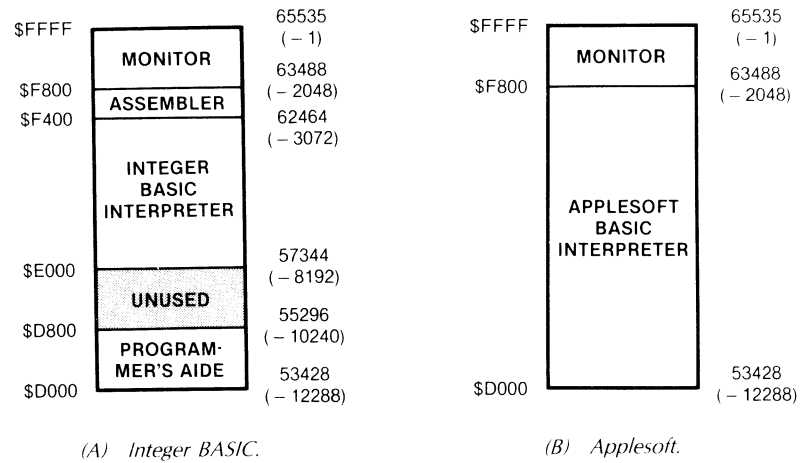 $FFFF
65535
(– 1)
MONITOR
$F800
63488
(– 2048)
ASSEMBLER
$F400
62464
(– 3072)
INTEGER
BASIC
INTERPRETER
$E000
57344
(– 8192)
UNUSED
$D800
55296
(– 10240)
PROGRAM-
MER'S AIDE
$D000
53428
(– 12288)
(A) Integer BASIC.
$FFFF
65535
(– 1)
MONITOR
$F800
63488
(– 2048)
APPLESOFT
BASIC
INTERPRETER
$D000
53428
(– 12288)
(B) Applesoft.